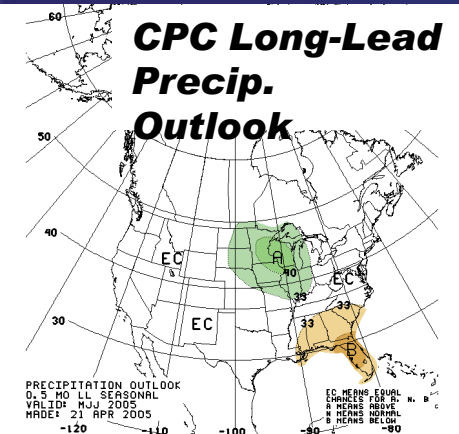 CPC Long-Lead
Precip.
Outlook
60
50
40
30
EC
A
40
EC
33
33
EC
33
B
PRECIPITATION OUTLOOK
0.5 MO LL SEASONAL
VALID: MJJ 2005
MADE: 21 APR 2005
EC MEANS EQUAL
CHANCES FOR A, N, B
A MEANS ABOVE
N MEANS NORMAL
B MEANS BELOW
-120
-110
-100
-90
-80